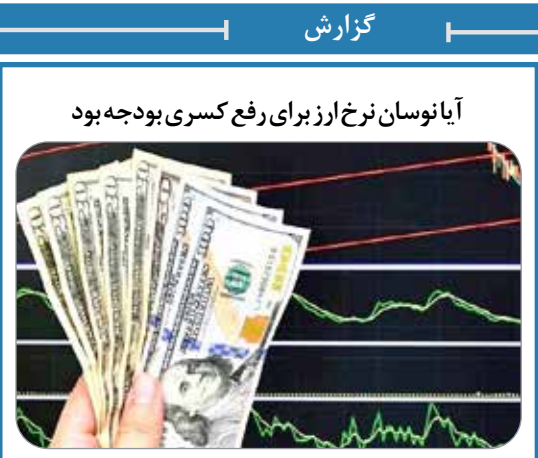 گزارش
آیا نوسان نرخ ارز برای رفع کسری بودجه بود